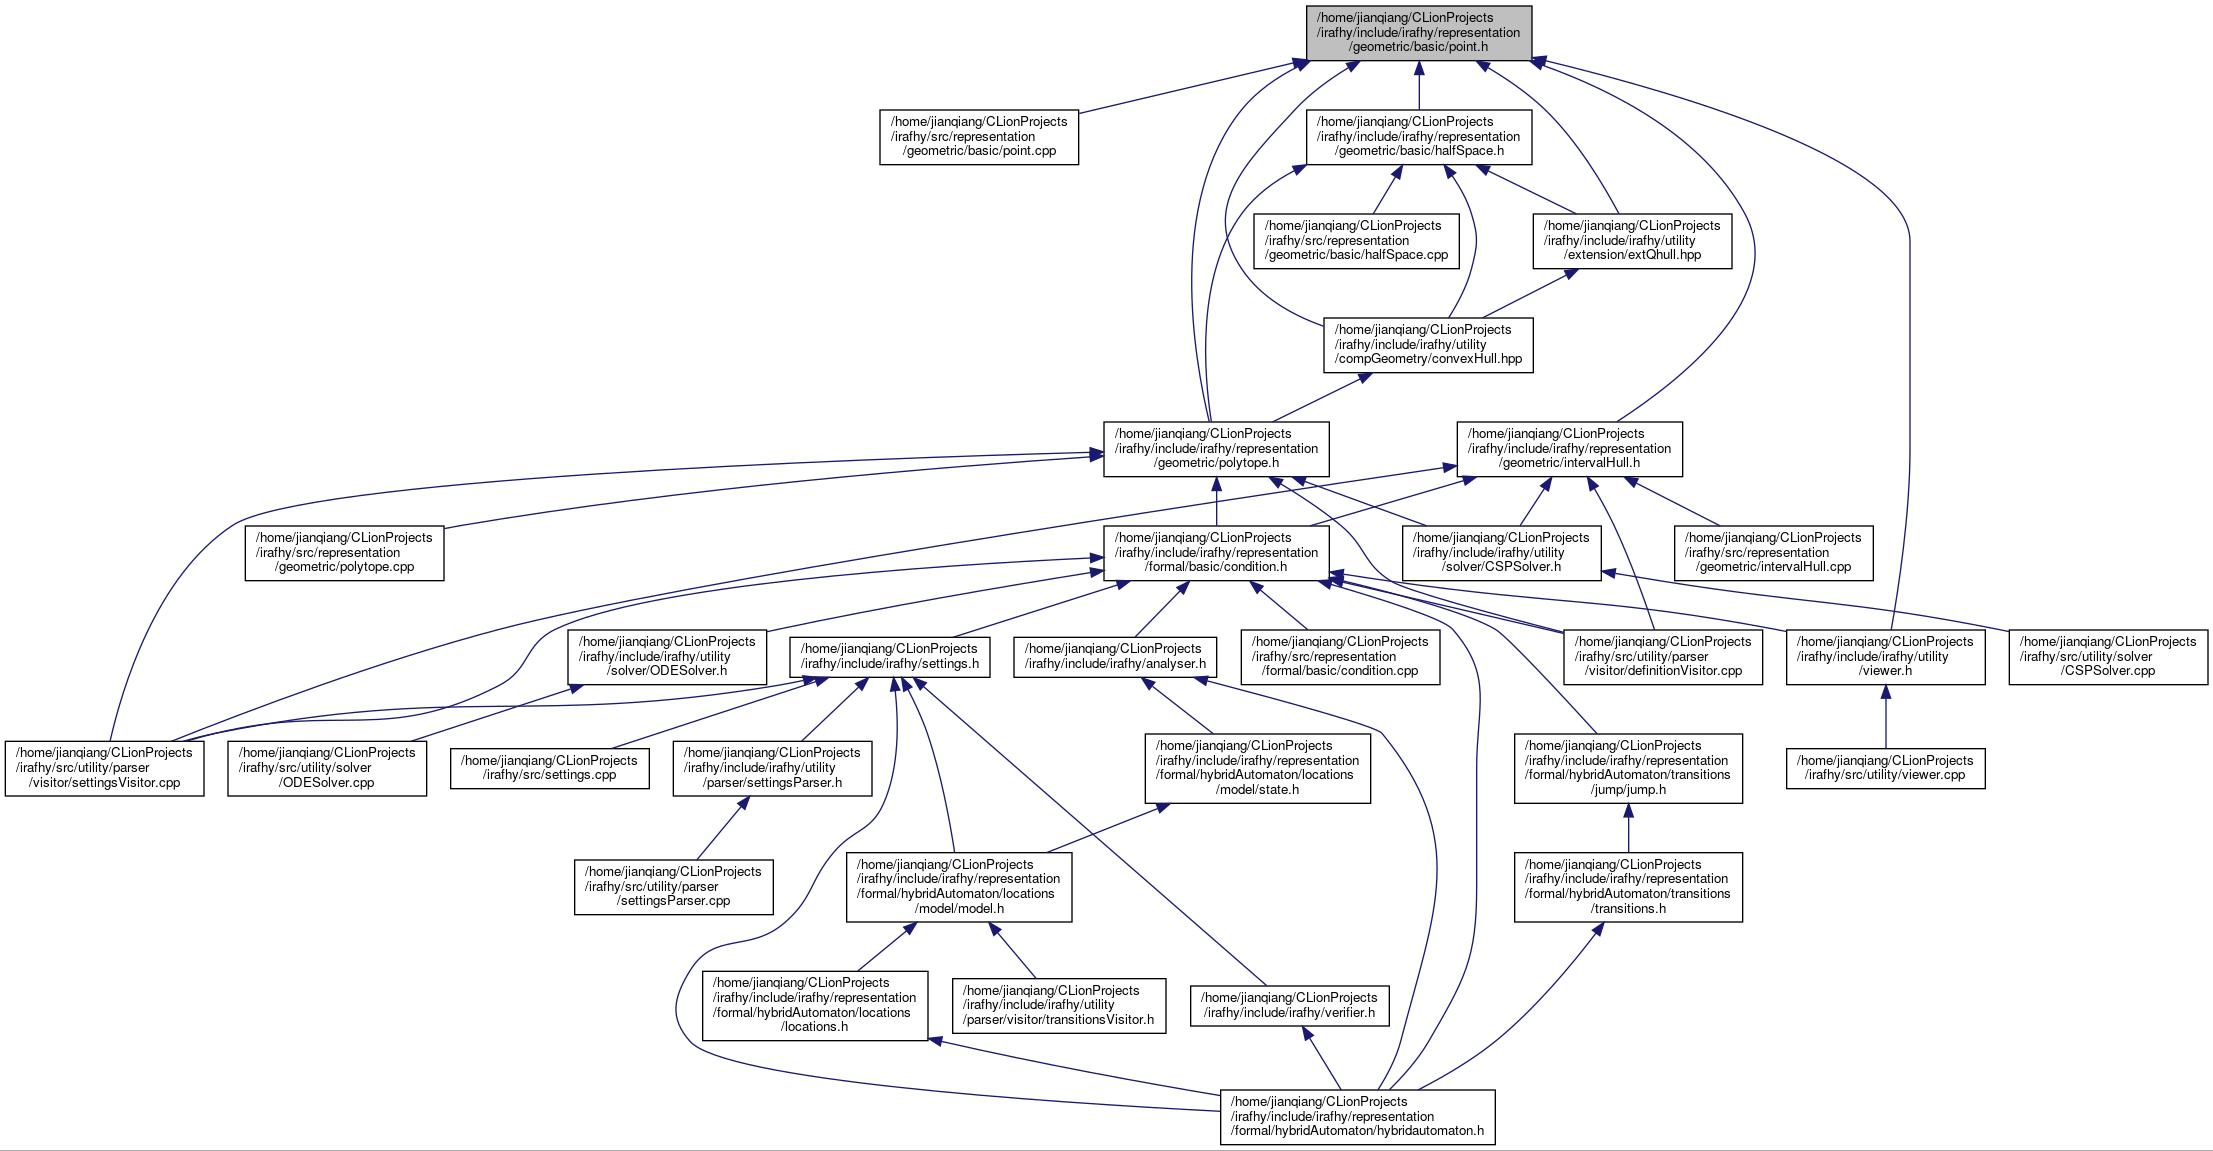 /home/jianqiang/CLionProjects
/irafhy/include/irafhy/representation
/geometric/basic/point.h
/home/jianqiang/CLionProjects
/irafhy/src/representation
/geometric/basic/point.cpp
/home/jianqiang/CLionProjects
/irafhy/include/irafhy/representation
/geometric/basic/halfSpace.h
/home/jianqiang/CLionProjects
/irafhy/src/representation
/geometric/basic/halfSpace.cpp
/home/jianqiang/CLionProjects
/irafhy/include/irafhy/utility
/extension/extQhull.hpp
/home/jianqiang/CLionProjects
/irafhy/include/irafhy/utility
/compGeometry/convexHull.hpp
/home/jianqiang/CLionProjects
/irafhy/include/irafhy/representation
/geometric/polytope.h
/home/jianqiang/CLionProjects
/irafhy/include/irafhy/representation
/geometric/intervalHull.h
/home/jianqiang/CLionProjects
/irafhy/src/representation
/geometric/polytope.cpp
/home/jianqiang/CLionProjects
/irafhy/include/irafhy/representation
/formal/basic/condition.h
/home/jianqiang/CLionProjects
/irafhy/include/irafhy/utility
/solver/CSPSolver.h
/home/jianqiang/CLionProjects
/irafhy/src/representation
/geometric/intervalHull.cpp
/home/jianqiang/CLionProjects
/irafhy/include/irafhy/utility
/solver/ODESolver.h
/home/jianqiang/CLionProjects
/irafhy/include/irafhy/settings.h
/home/jianqiang/CLionProjects
/irafhy/include/irafhy/analyser.h
/home/jianqiang/CLionProjects
/irafhy/src/representation
/formal/basic/condition.cpp
/home/jianqiang/CLionProjects
/irafhy/src/utility/parser
/visitor/definitionVisitor.cpp
/home/jianqiang/CLionProjects
/irafhy/include/irafhy/utility
/viewer.h
/home/jianqiang/CLionProjects
/irafhy/src/utility/solver
/CSPSolver.cpp
/home/jianqiang/CLionProjects
/irafhy/src/utility/parser
/visitor/settingsVisitor.cpp
/home/jianqiang/CLionProjects
/irafhy/src/utility/solver
/ODESolver.cpp
/home/jianqiang/CLionProjects
/irafhy/src/settings.cpp
/home/jianqiang/CLionProjects
/irafhy/include/irafhy/utility
/parser/settingsParser.h
/home/jianqiang/CLionProjects
/irafhy/include/irafhy/representation
/formal/hybridAutomaton/locations
/model/state.h
/home/jianqiang/CLionProjects
/irafhy/include/irafhy/representation
/formal/hybridAutomaton/transitions
/jump/jump.h
/home/jianqiang/CLionProjects
/irafhy/src/utility/viewer.cpp
/home/jianqiang/CLionProjects
/irafhy/src/utility/parser
/settingsParser.cpp
/home/jianqiang/CLionProjects
/irafhy/include/irafhy/representation
/formal/hybridAutomaton/locations
/model/model.h
/home/jianqiang/CLionProjects
/irafhy/include/irafhy/representation
/formal/hybridAutomaton/transitions
/transitions.h
/home/jianqiang/CLionProjects
/irafhy/include/irafhy/representation
/formal/hybridAutomaton/locations
/locations.h
/home/jianqiang/CLionProjects
/irafhy/include/irafhy/utility
/parser/visitor/transitionsVisitor.h
/home/jianqiang/CLionProjects
/irafhy/include/irafhy/verifier.h
/home/jianqiang/CLionProjects
/irafhy/include/irafhy/representation
/formal/hybridAutomaton/hybridautomaton.h